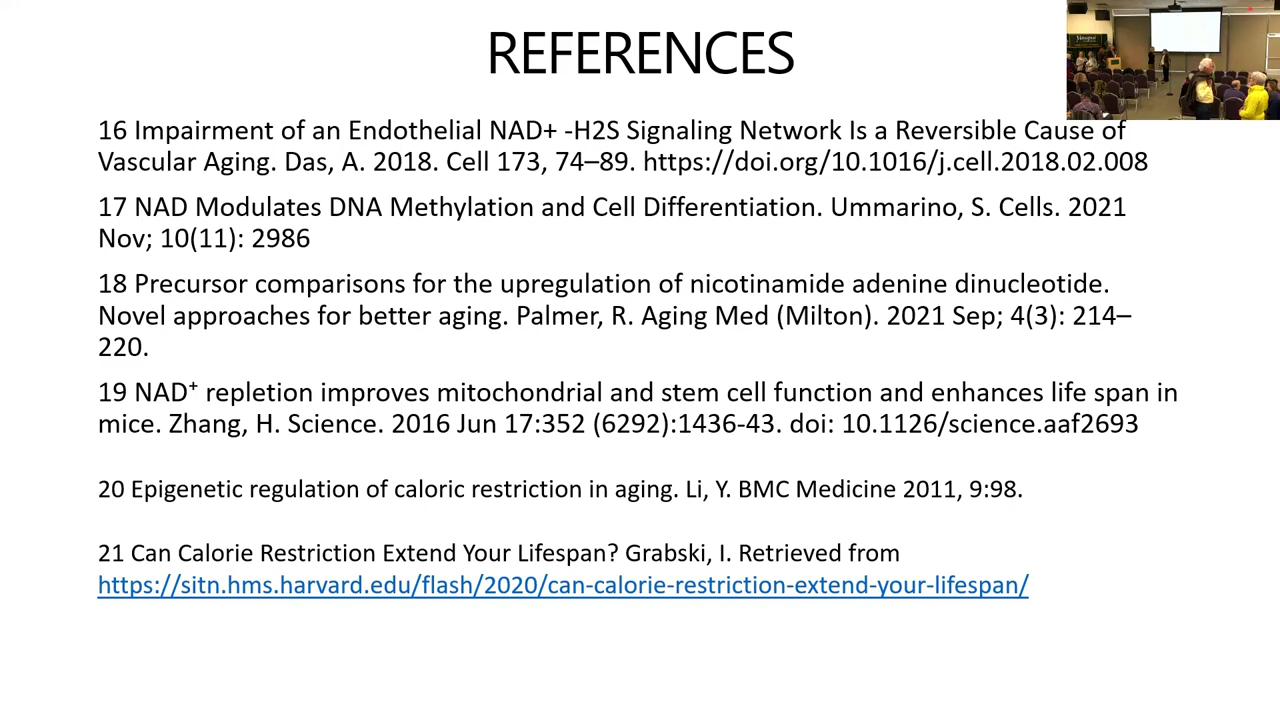 REFERENCES
16 Impairment of an Endothelial NAD+ -H2S Signaling Network Is a Reversible Cause of
Vascular Aging. Das, A. 2018. Cell 173, 74–89. https://doi.org/10.1016/j.cell.2018.02.008
17 NAD Modulates DNA Methylation and Cell Differentiation. Ummarino, S. Cells. 2021
Nov; 10(11): 2986
18 Precursor comparisons for the upregulation of nicotinamide adenine dinucleotide.
Novel approaches for better aging. Palmer, R. Aging Med (Milton). 2021 Sep; 4(3): 214–
220.
19 NAD⁺ repletion improves mitochondrial and stem cell function and enhances life span in
mice. Zhang, H. Science. 2016 Jun 17:352 (6292):1436-43. doi: 10.1126/science.aaf2693
20 Epigenetic regulation of caloric restriction in aging. Li, Y. BMC Medicine 2011, 9:98.
21 Can Calorie Restriction Extend Your Lifespan? Grabski, I. Retrieved from
https://sitn.hms.harvard.edu/flash/2020/can-calorie-restriction-extend-your-lifespan/